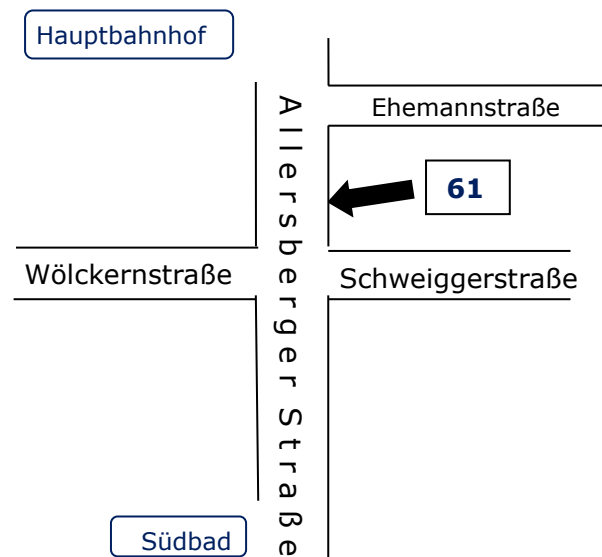 Hauptbahnhof
Ehemannstraße
Allersberger Straße
61
Wölckernstraße
Schweiggerstraße
Südbad